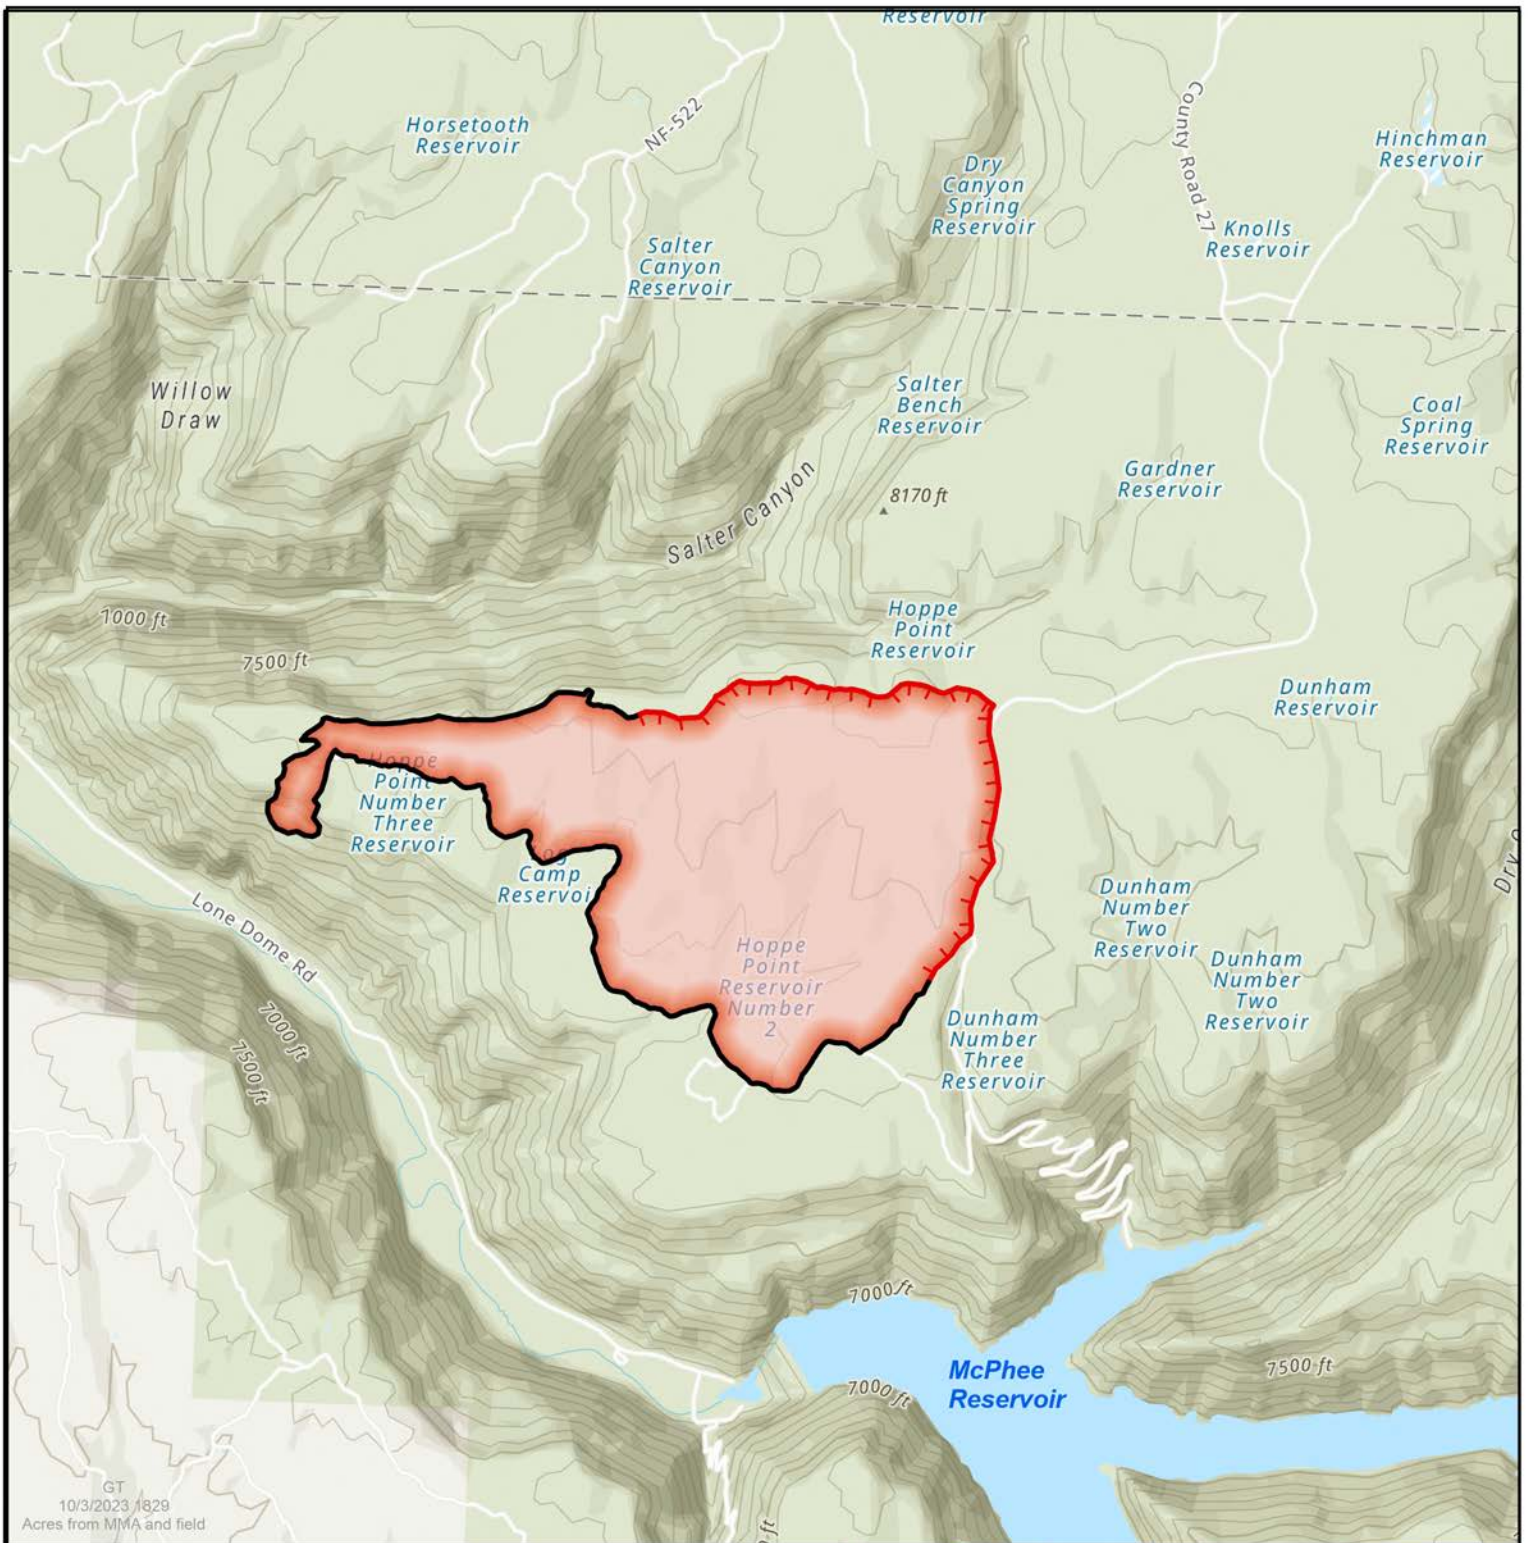 Reservoir
Horsetooth
Reservoir
NF-522
County Road 27
Hinchman
Reservoir
Dry
Canyon
Spring
Reservoir
Knolls
Reservoir
Salter
Canyon
Reservoir
Willow
Draw
Salter
Bench
Reservoir
Coal
Spring
Reservoir
Gardner
Reservoir
8170 ft
Salter Canyon
7000 ft
7500 ft
Hoppe
Point
Reservoir
Dunham
Reservoir
Hoppe
Point
Number
Three
Reservoir
Camp
Reservoir
Dry
Lone Dome Rd
Dunham
Number
Two
Reservoir
Hoppe
Point
Reservoir
Number
2
Dunham
Number
Two
Reservoir
7000 ft
7500 ft
Dunham
Number
Three
Reservoir
7000 ft
McPhee
Reservoir
7500 ft
7000 ft
GT
10/3/2023 1829
Acres from MMA and field
ft